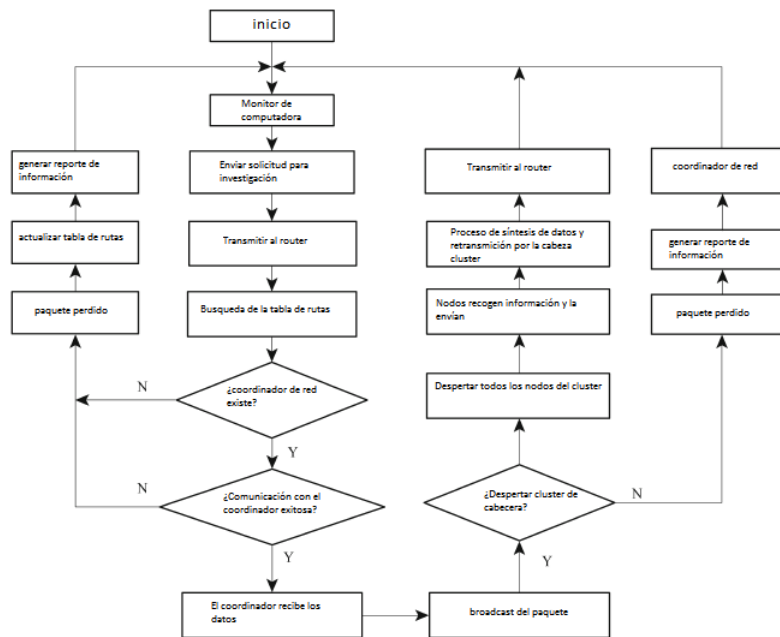 inicio
Monitor de
computadora
Enviar solicitud para
investigación
Transmitir al router
Busqueda de la tabla de rutas
¿coordinador de red
existe?
N
Y
¿Comunicación con el
coordinador exitosa?
N
Y
generar reporte de
información
actualizar tabla de rutas
paquete perdido
El coordinador recibe los
datos
broadcast del paquete
Y
¿Despertar cluster de
cabecera?
N
Despertar todos los nodos del cluster
Nodos recogen información y la
envían
Proceso de síntesis de datos y
retransmición por la cabeza
cluster
Transmitir al router
coordinador de red
generar reporte de
información
paquete perdido